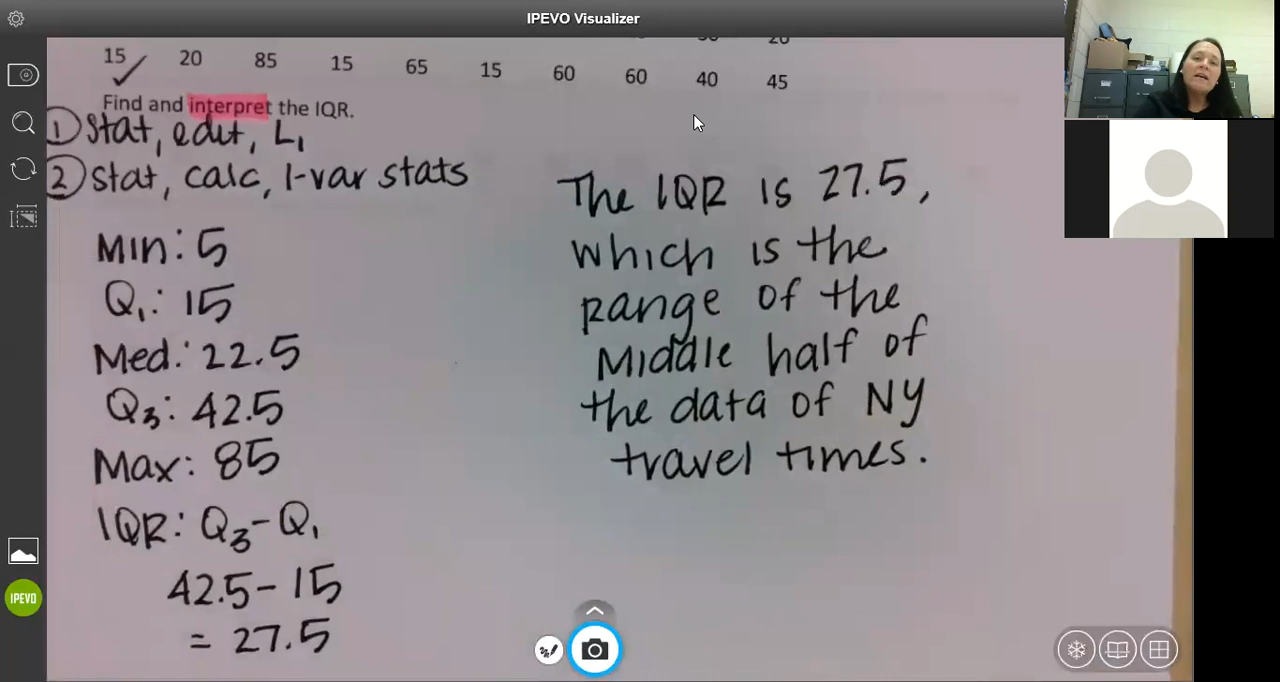 IPEVO Visualizer
30 20
15 20 85 15 65 15 60 60 40 45
Find and interpret the IQR.
① Stat, edit, L₁
② Stat, calc, 1-var stats
Min: 5
Q₁: 15
Med: 22.5
Q₃: 42.5
Max: 85
IQR: Q₃-Q₁
42.5-15
= 27.5
The IQR is 27.5,
which is the
range of the
Middle half of
the data of NY
travel times.
IPEVO